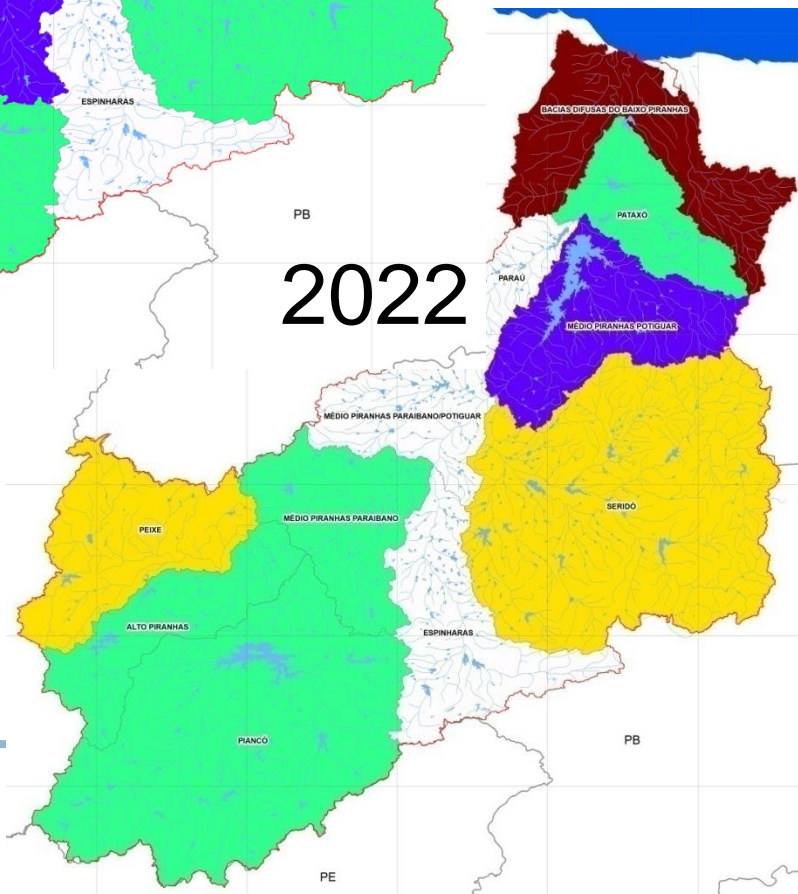 ESPINHARAS
BACIAS DIFUSAS DO BAIXO PIRANHAS
PB
PATAXÓ
2022
PARAÚ
MÉDIO PIRANHAS POTIGUAR
MÉDIO PIRANHAS PARAIBANO/POTIGUAR
SERIDÓ
MÉDIO PIRANHAS PARAIBANO
PEIXE
ALTO PIRANHAS
ESPINHARAS
PIANCÓ
PB
PE